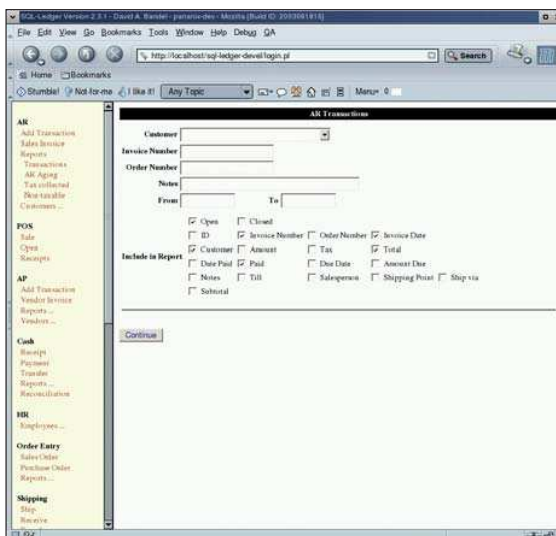 SQL-Ledger Version 2.3.1 - David A. Bandel - pananix-dev - Mozilla
File Edit View Go Bookmarks Tools Window Help Debug QA
http://localhost/sql-ledger-devel/login.pl
Search
Home Bookmarks
Stumble! Not-for-me I like it! Any Topic Menu
AR
Add Transaction
Sales Invoice
Reports
Transactions
AR Aging
Tax collected
Non-taxable
Customers ...
POS
Sale
Open
Receipts
AP
Add Transaction
Vendor Invoice
Reports ...
Vendors ...
Cash
Receipt
Payment
Transfer
Reports ...
Reconciliation
HR
Employees ...
Order Entry
Sales Order
Purchase Order
Reports ...
Shipping
Ship
Receive
AR Transactions
Customer
Invoice Number
Order Number
Notes
From To
Include in Report
Open Closed
ID Invoice Number Order Number Invoice Date
Customer Amount Tax Total
Date Paid Paid Due Date Amount Due
Notes Till Salesperson Shipping Point Ship via
Subtotal
Continue